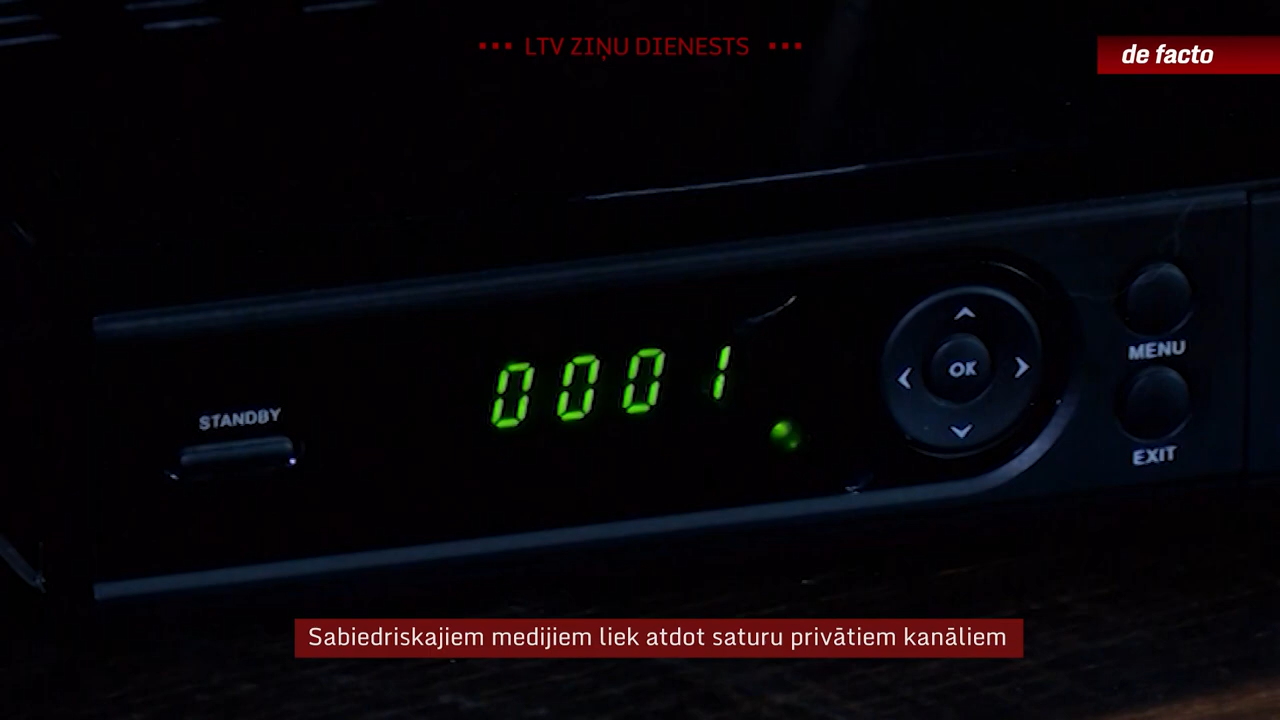 LTV ZIŅU DIENESTS
de facto
0001
STANDBY
OK
MENU
EXIT
Sabiedriskajiem medijiem liek atdot saturu privātiem kanāliem